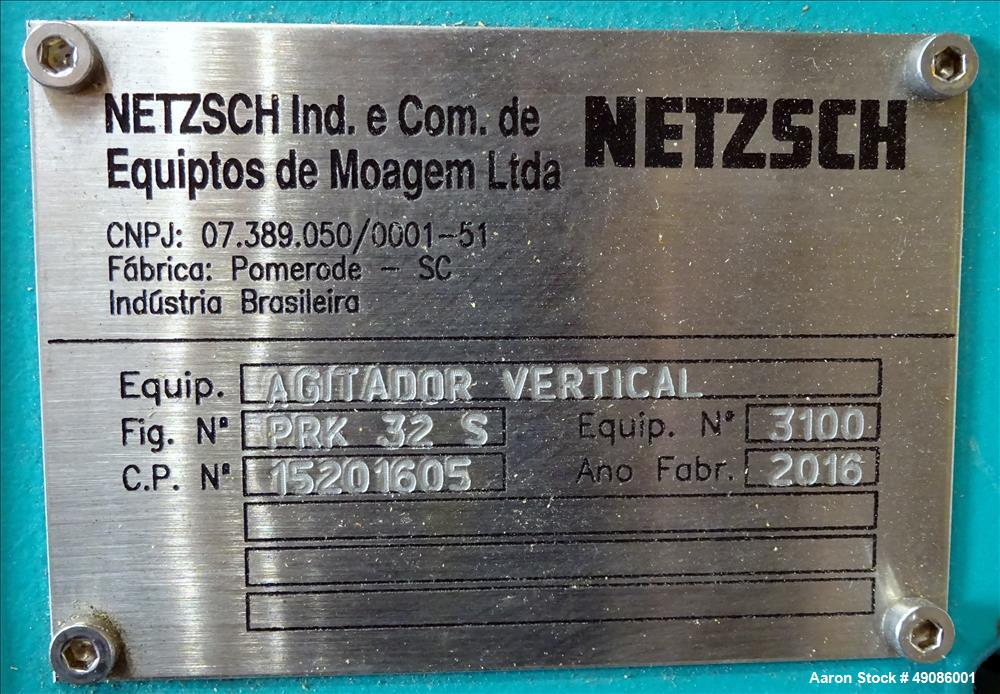 NETZSCH Ind. e Com. de
Equiptos de Moagem Ltda
NETZSCH
CNPJ: 07.389.050/0001-51
Fábrica: Pomerode - SC
Indústria Brasileira
Equip. AGITADOR VERTICAL
Fig. Nº PRK 32 S Equip. Nº 3100
C.P. Nº 15201605 Ano Fabr. 2016
Aaron Stock # 49086001